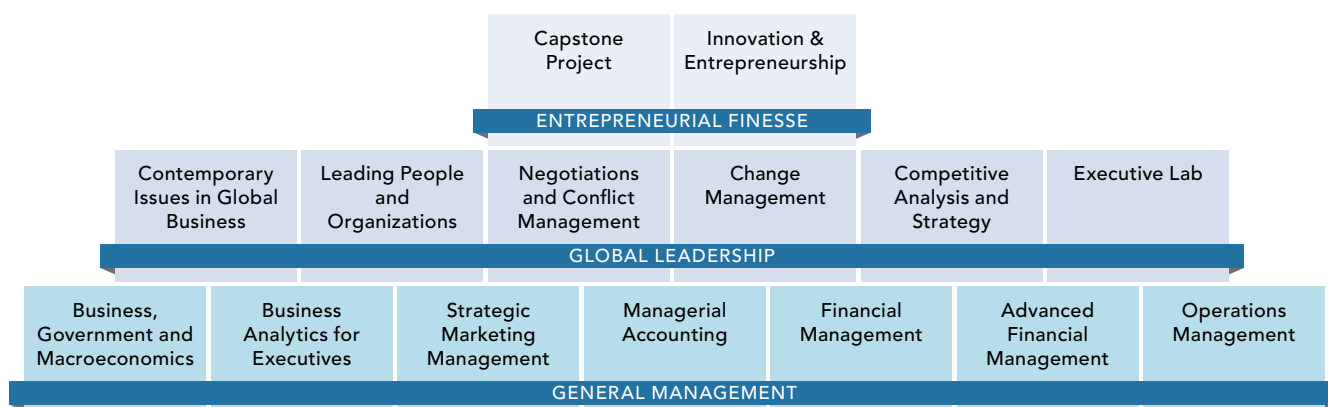 Capstone
Project
Innovation &
Entrepreneurship
ENTREPRENEURIAL FINESSE
Contemporary
Issues in Global
Business
Leading People
and
Organizations
Negotiations
and Conflict
Management
Change
Management
Competitive
Analysis and
Strategy
Executive Lab
GLOBAL LEADERSHIP
Business,
Government and
Macroeconomics
Business
Analytics for
Executives
Strategic
Marketing
Management
Managerial
Accounting
Financial
Management
Advanced
Financial
Management
Operations
Management
GENERAL MANAGEMENT